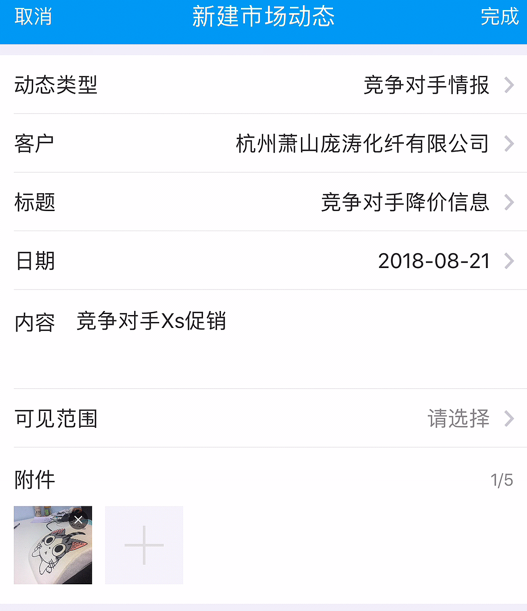 取消 新建市场动态 完成
动态类型 竞争对手情报
客户 杭州萧山庞涛化纤有限公司
标题 竞争对手降价信息
日期 2018-08-21
内容 竞争对手Xs促销
可见范围 请选择
附件 1/5